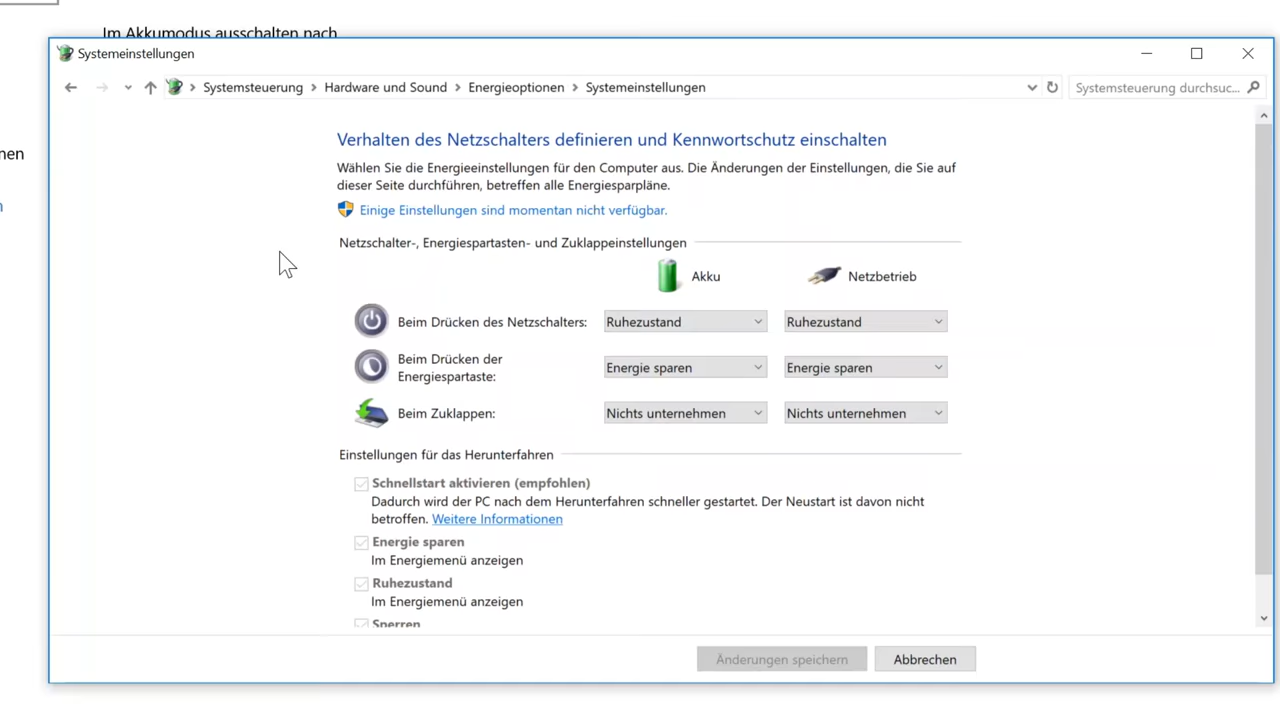 Im Akkumodus ausschalten nach
Systemeinstellungen
Systemsteuerung > Hardware und Sound > Energieoptionen > Systemeinstellungen
Systemsteuerung durchsuc...
nen
Verhalten des Netzschalters definieren und Kennwortschutz einschalten
Wählen Sie die Energieeinstellungen für den Computer aus. Die Änderungen der Einstellungen, die Sie auf
dieser Seite durchführen, betreffen alle Energiesparpläne.
Einige Einstellungen sind momentan nicht verfügbar.
Netzschalter-, Energiespartasten- und Zuklappeinstellungen
Akku
Netzbetrieb
Beim Drücken des Netzschalters:
Ruhezustand
Ruhezustand
Beim Drücken der
Energiespartaste:
Energie sparen
Energie sparen
Beim Zuklappen:
Nichts unternehmen
Nichts unternehmen
Einstellungen für das Herunterfahren
Schnellstart aktivieren (empfohlen)
Dadurch wird der PC nach dem Herunterfahren schneller gestartet. Der Neustart ist davon nicht
betroffen. Weitere Informationen
Energie sparen
Im Energiemenü anzeigen
Ruhezustand
Im Energiemenü anzeigen
Sperren
Änderungen speichern
Abbrechen